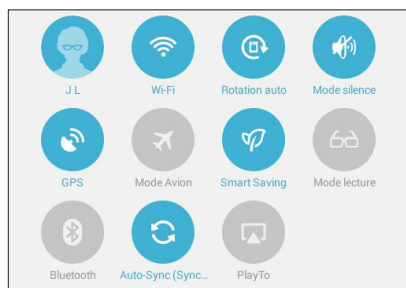 J L
Wi-Fi
Rotation auto
Mode silence
GPS
Mode Avion
Smart Saving
Mode lecture
Bluetooth
Auto-Sync (Sync...
PlayTo